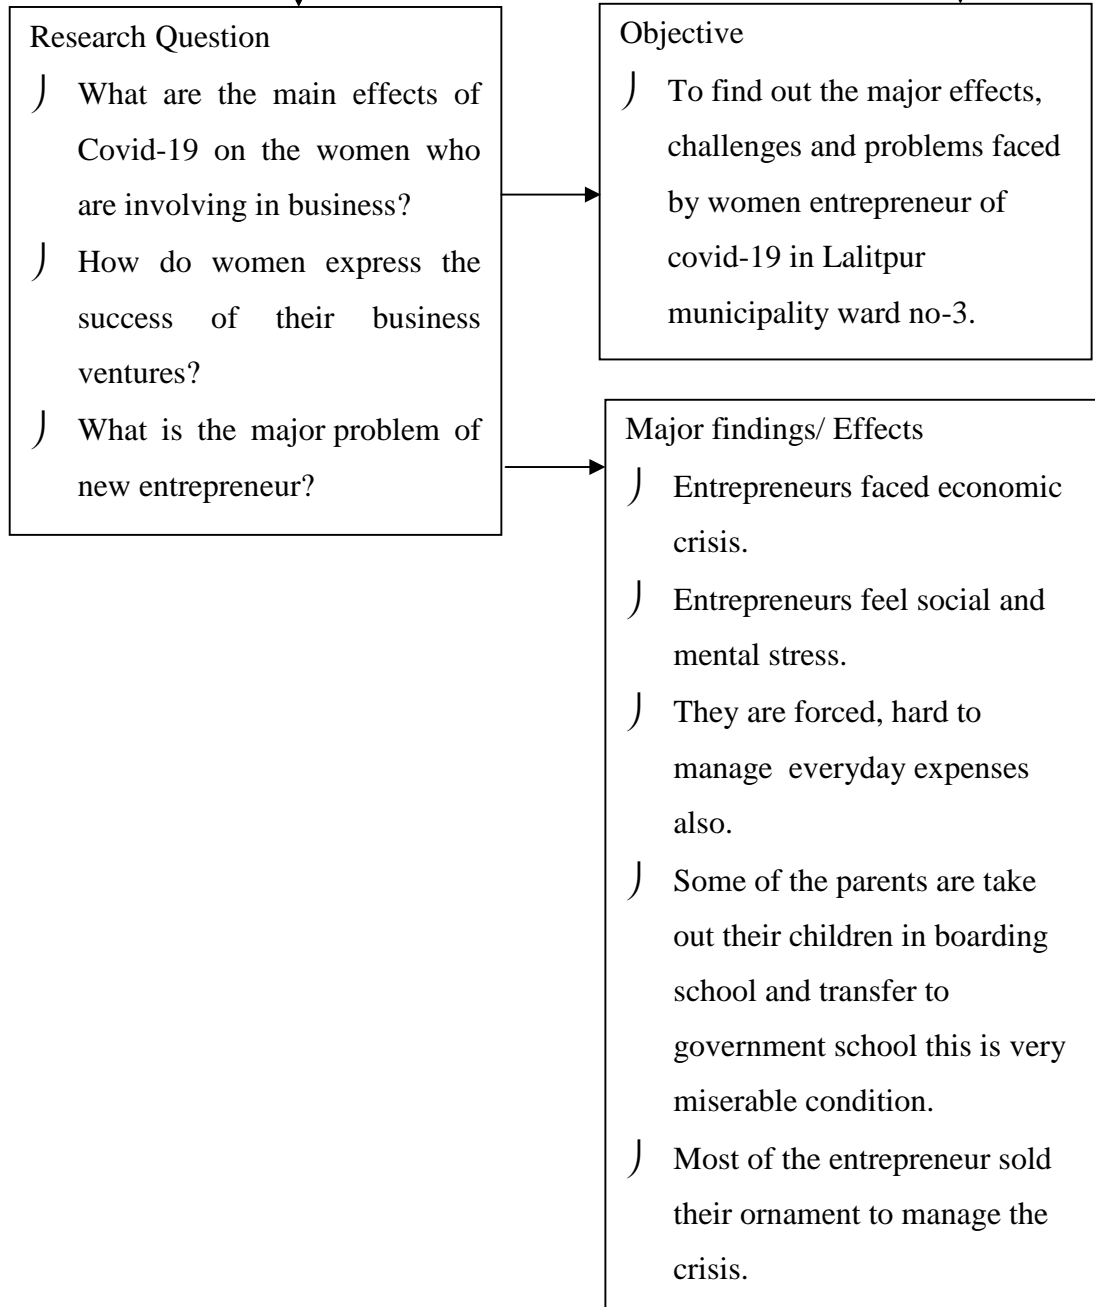 Research Question
What are the main effects of
Covid-19 on the women who
are involving in business?
How do women express the
success of their business
ventures?
What is the major problem of
new entrepreneur?
Objective
To find out the major effects,
challenges and problems faced
by women entrepreneur of
covid-19 in Lalitpur
municipality ward no-3.
Major findings/ Effects
Entrepreneurs faced economic
crisis.
Entrepreneurs feel social and
mental stress.
They are forced, hard to
manage everyday expenses
also.
Some of the parents are take
out their children in boarding
school and transfer to
government school this is very
miserable condition.
Most of the entrepreneur sold
their ornament to manage the
crisis.